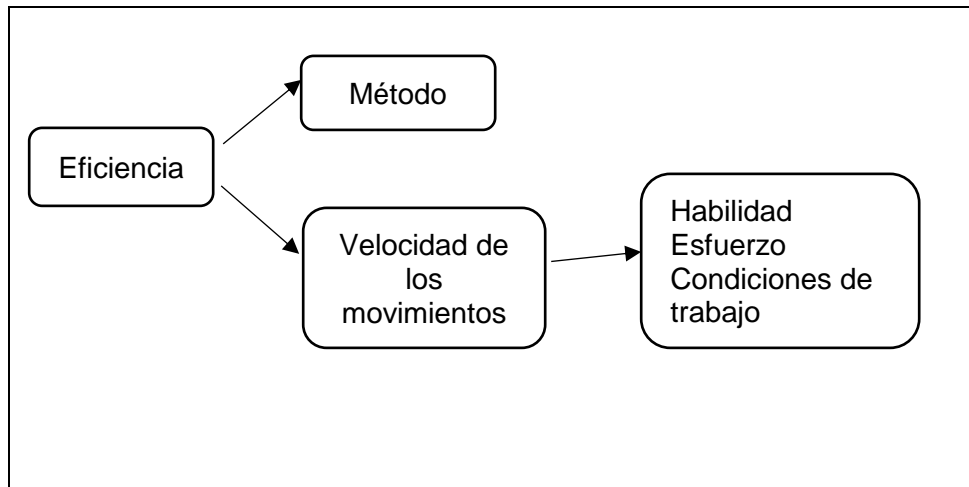 Método
Eficiencia
Velocidad de
los
movimientos
Habilidad
Esfuerzo
Condiciones de
trabajo